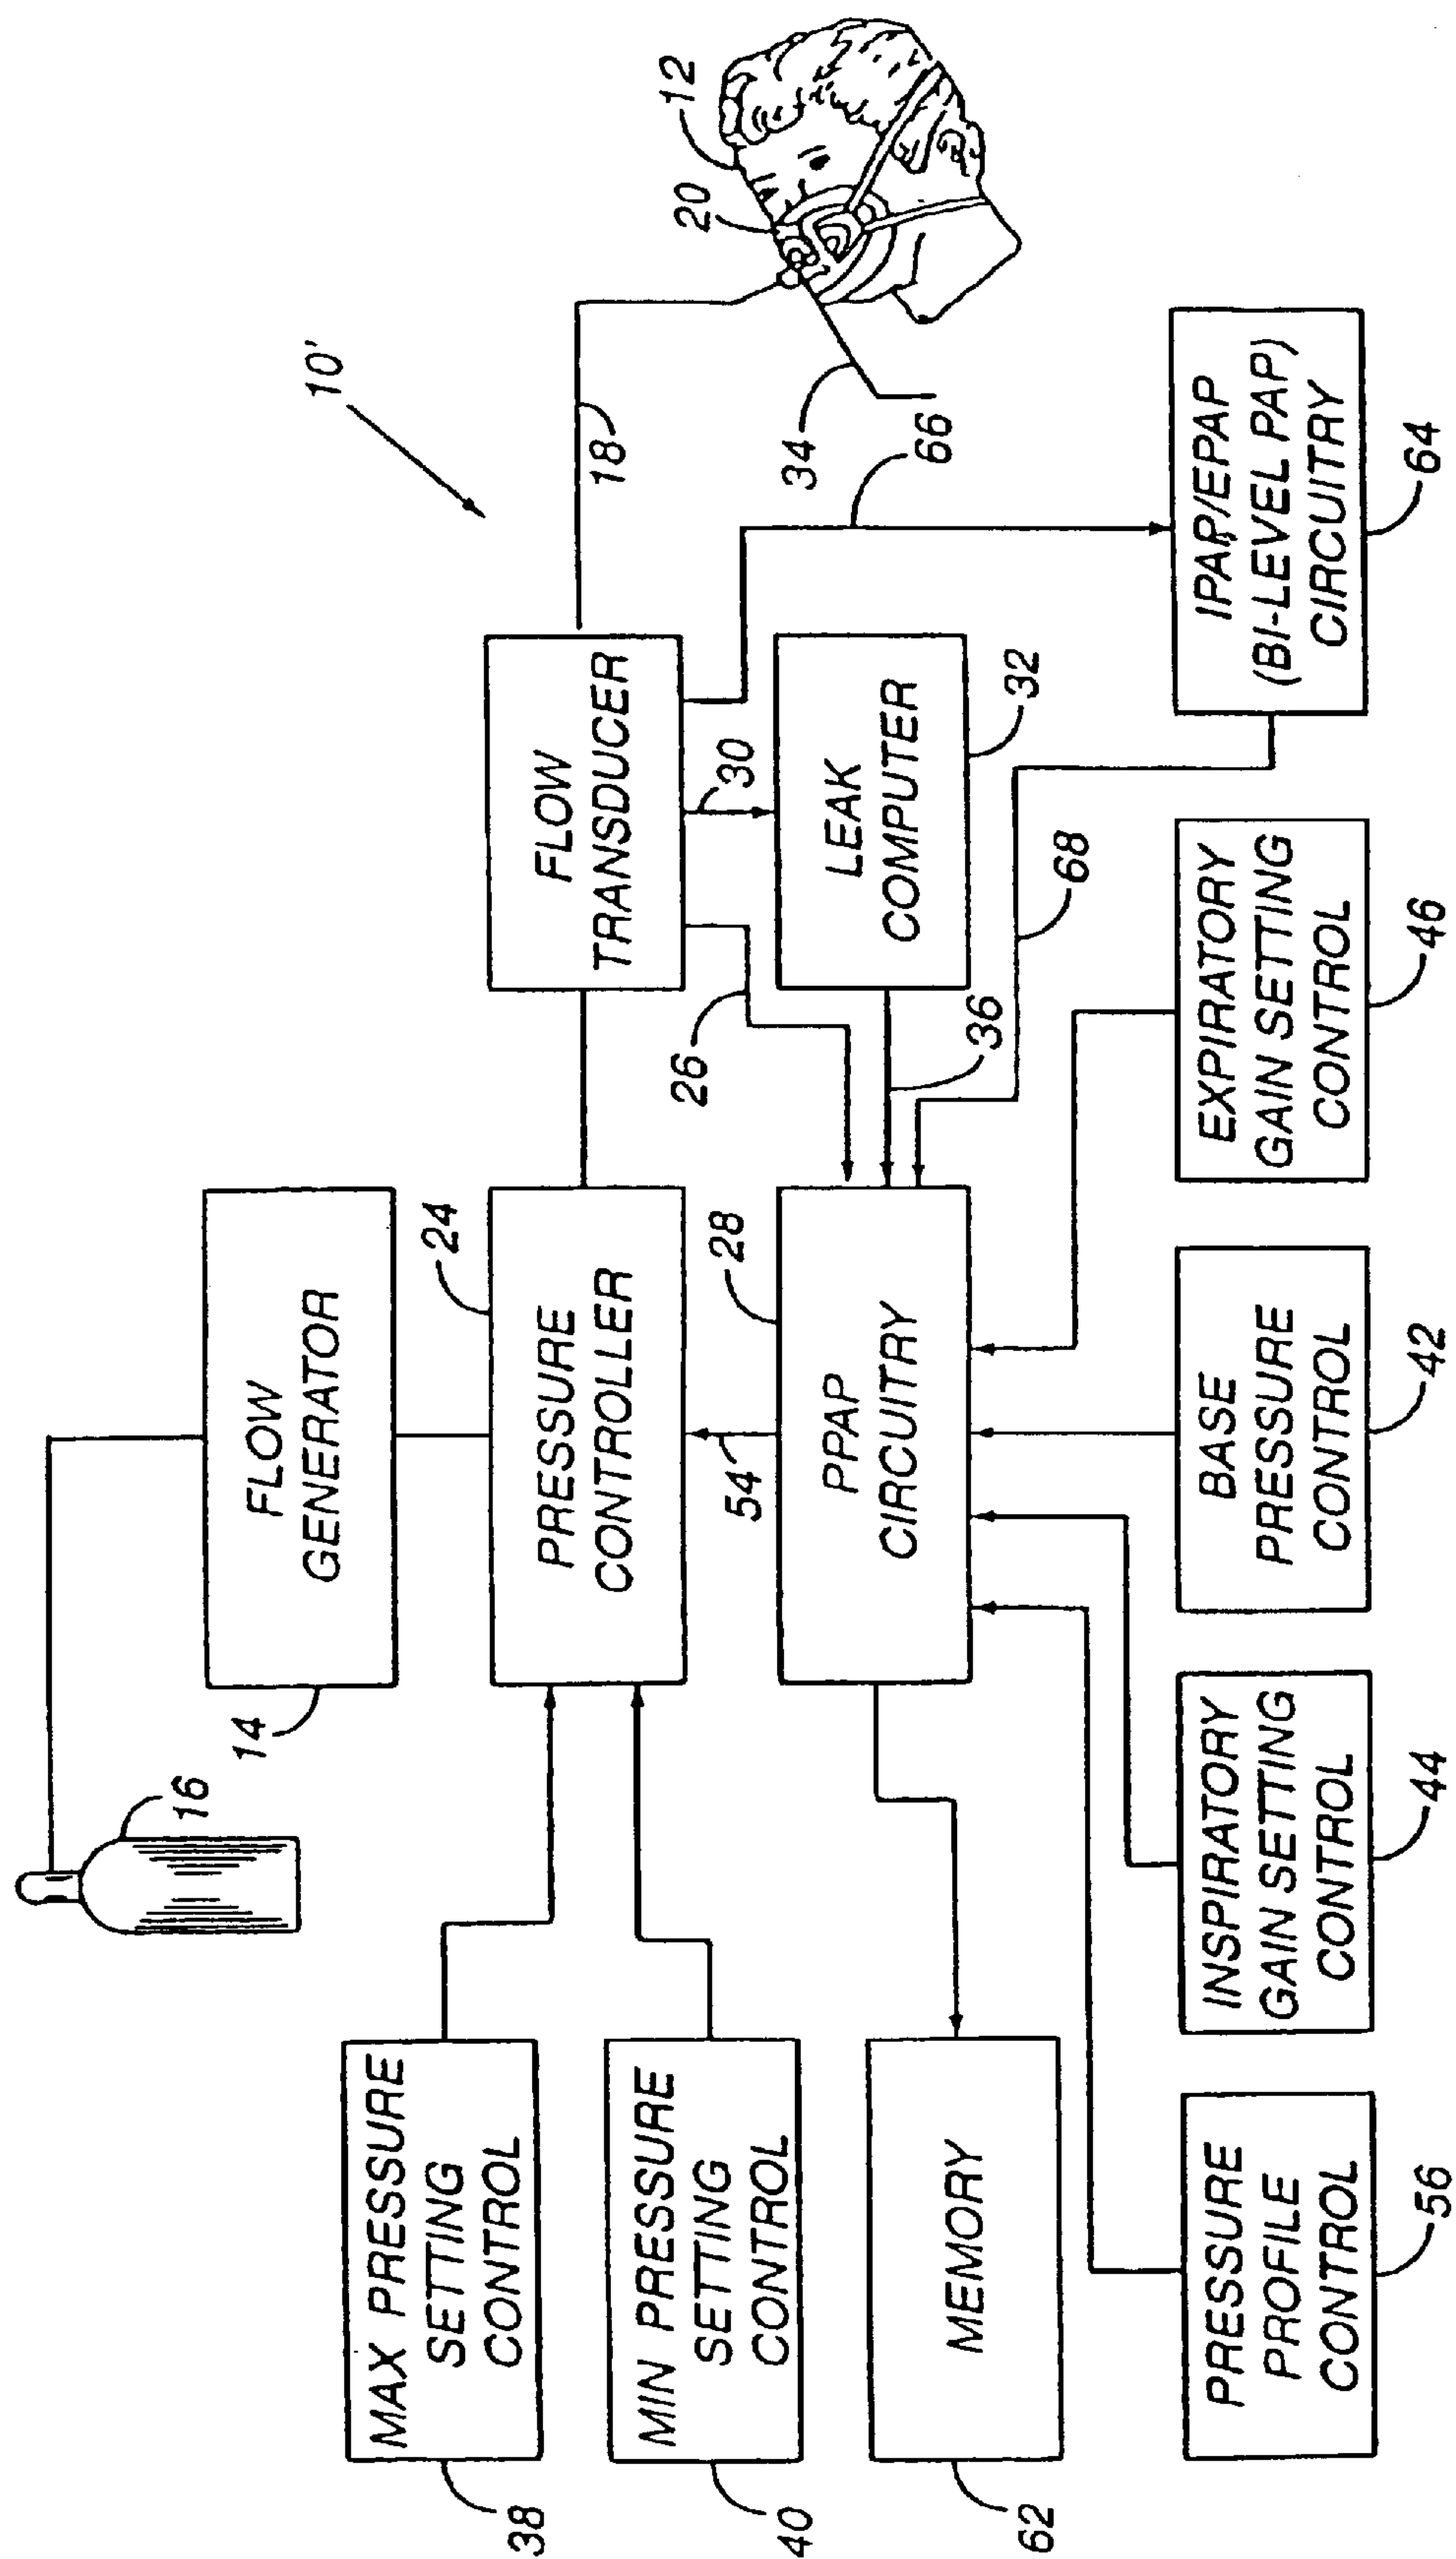 10'
16
14
FLOW
GENERATOR
38
MAX PRESSURE
SETTING
CONTROL
24
PRESSURE
CONTROLLER
FLOW
TRANSDUCER
18
20
12
34
40
MIN PRESSURE
SETTING
CONTROL
54
28
26
30
66
62
MEMORY
PPAP
CIRCUITRY
36
LEAK
COMPUTER
32
68
56
PRESSURE
PROFILE
CONTROL
44
INSPIRATORY
GAIN SETTING
CONTROL
42
BASE
PRESSURE
CONTROL
46
EXPIRATORY
GAIN SETTING
CONTROL
64
IPAP/EPAP
(BI-LEVEL PAP)
CIRCUITRY